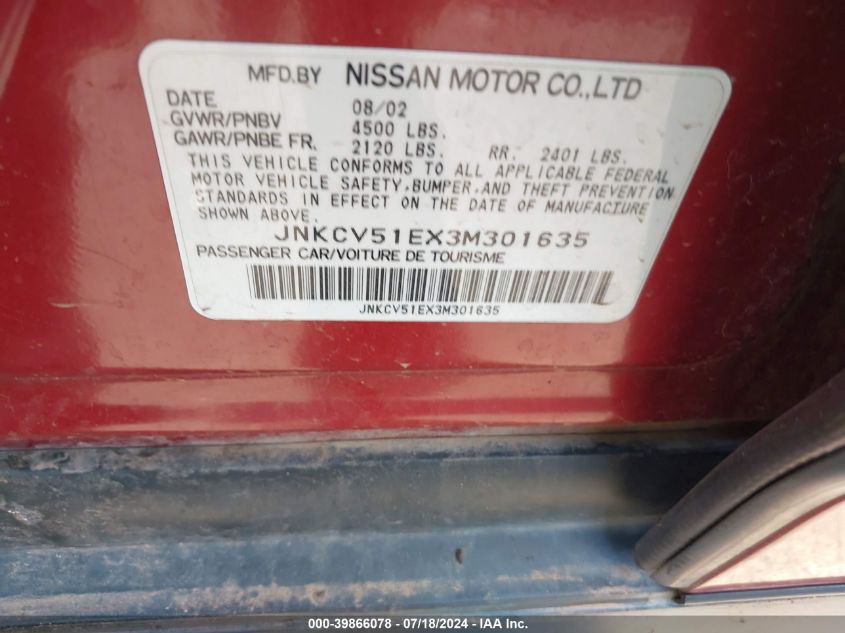 MFD.BY NISSAN MOTOR CO.,LTD
DATE 08/02
GVWR/PNBV 4500 LBS.
GAWR/PNBE FR. 2120 LBS. RR. 2401 LBS.
THIS VEHICLE CONFORMS TO ALL APPLICABLE FEDERAL
MOTOR VEHICLE SAFETY, BUMPER, AND THEFT PREVENTION
STANDARDS IN EFFECT ON THE DATE OF MANUFACTURE
SHOWN ABOVE.
JNKCV51EX3M301635
PASSENGER CAR/VOITURE DE TOURISME
JNKCV51EX3M301635
000-39866078 - 07/18/2024 - IAA Inc.